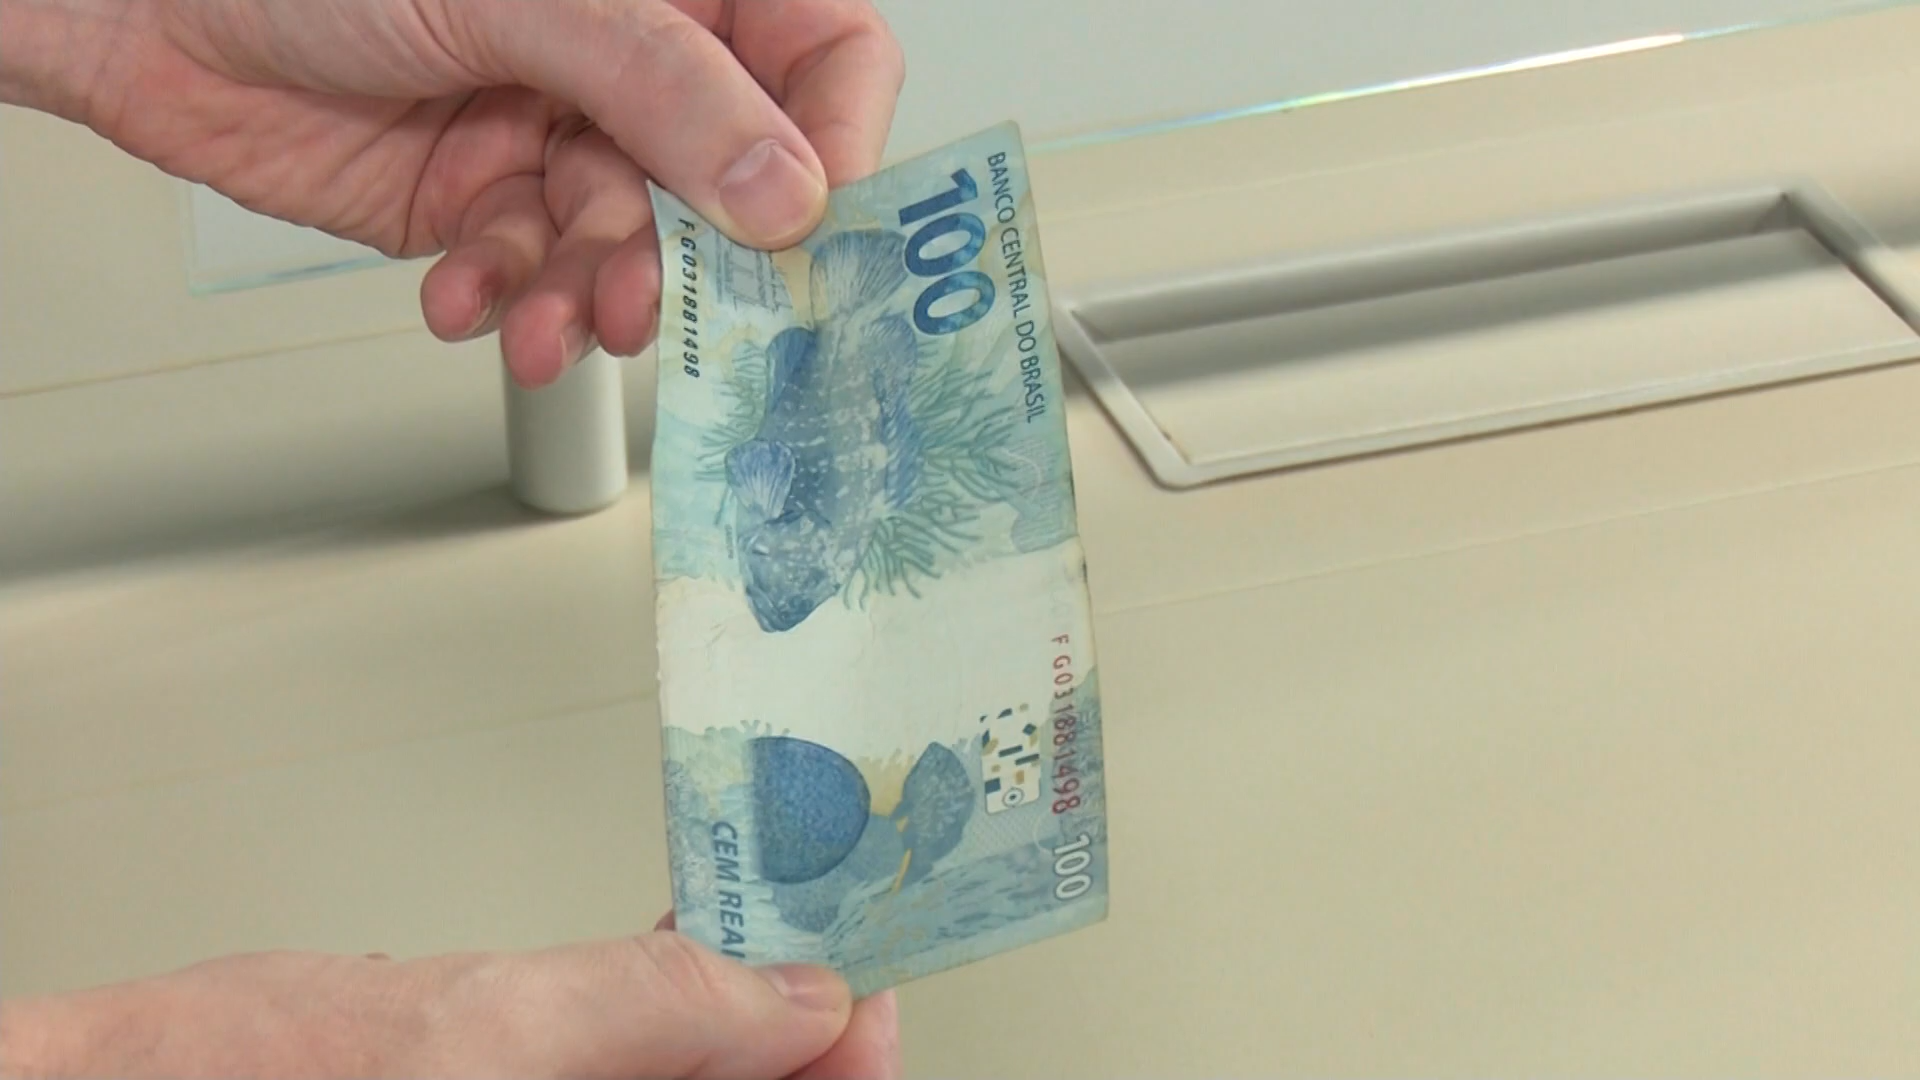 BANCO CENTRAL DO BRASIL
100
FG031881498
FG031881498
100
CEM REAI